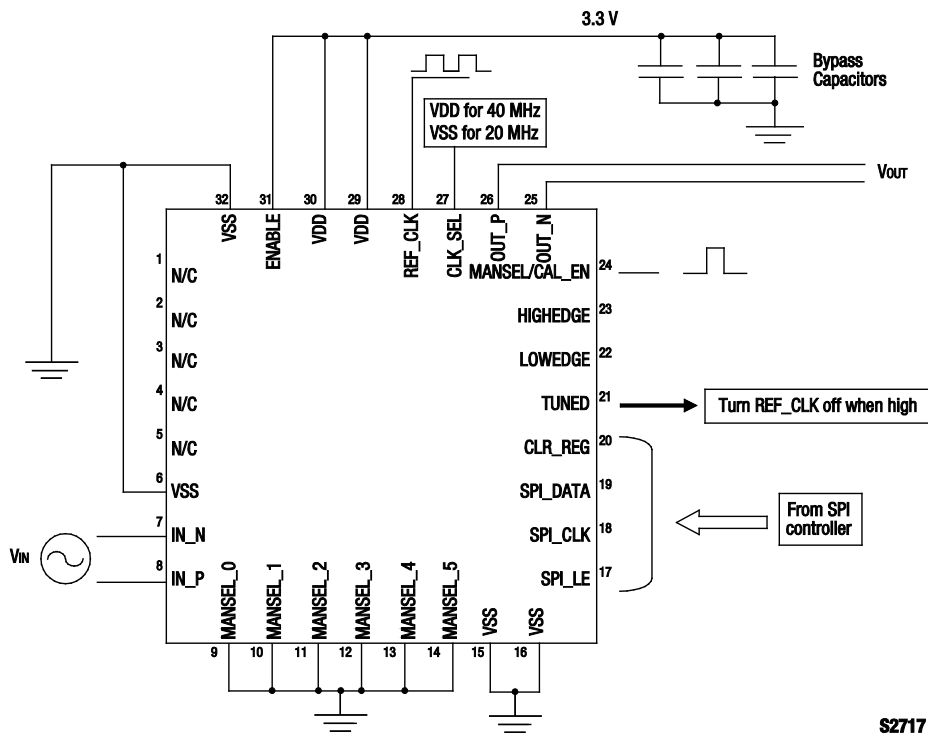 3.3 V
Bypass
Capacitors
VDD for 40 MHz
VSS for 20 MHz
VOUT
32
31
30
29
28
27
26
25
VSS
ENABLE
VDD
VDD
REF_CLK
CLK_SEL
OUT_P
OUT_N
1
N/C
2
N/C
3
N/C
4
N/C
5
N/C
6
VSS
7
IN_N
8
IN_P
VIN
MANSEL/CAL_EN
24
HIGHEDGE
23
LOWEDGE
22
TUNED
21
Turn REF_CLK off when high
CLR_REG
20
SPI_DATA
19
SPI_CLK
18
SPI_LE
17
From SPI
controller
MANSEL_0
MANSEL_1
MANSEL_2
MANSEL_3
MANSEL_4
MANSEL_5
VSS
VSS
9
10
11
12
13
14
15
16
S2717